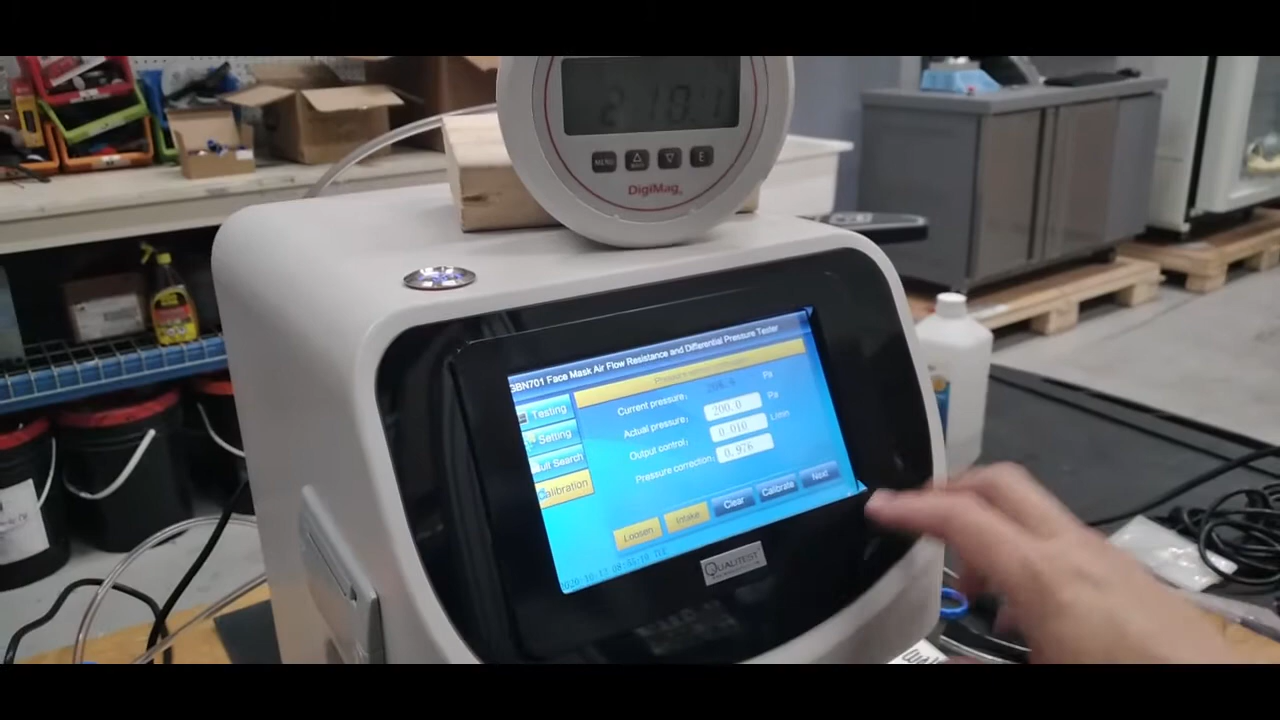 MENU
E
DigiMag
GBN701 Face Mask Air Flow Resistance and Differential Pressure Tester
Testing
Setting
sult Search
Calibration
Current pressure:
Pa
Actual pressure:
200.0
Pa
Output control:
0.010
L/min
Pressure correction:
0.976
Loosen
Intake
Clear
Calibrate
Next
QUALITEST